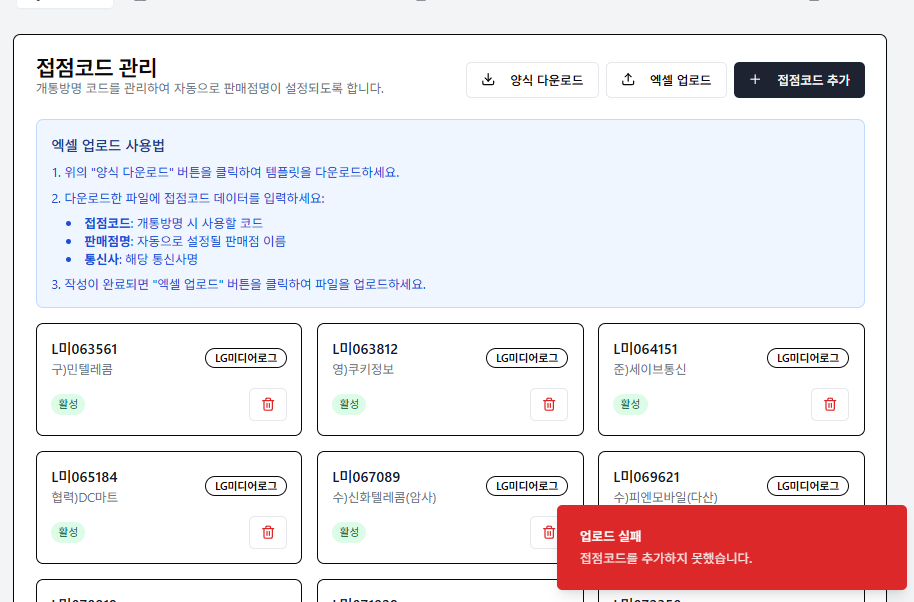 접점코드 관리
개통방명 코드를 관리하여 자동으로 판매점명이 설정되도록 합니다.
양식 다운로드
엑셀 업로드
접점코드 추가
엑셀 업로드 사용법
1. 위의 "양식 다운로드" 버튼을 클릭하여 템플릿을 다운로드하세요.
2. 다운로드한 파일에 접점코드 데이터를 입력하세요:
• 접점코드: 개통방명 시 사용할 코드
• 판매점명: 자동으로 설정될 판매점 이름
• 통신사: 해당 통신사명
3. 작성이 완료되면 "엑셀 업로드" 버튼을 클릭하여 파일을 업로드하세요.
L미063561
구)민텔레콤
LG미디어로그
활성
L미063812
영)쿠키정보
LG미디어로그
활성
L미064151
준)세이브통신
LG미디어로그
활성
L미065184
협력)DC마트
LG미디어로그
활성
L미067089
수)신화텔레콤(암사)
LG미디어로그
활성
L미069621
수)피엔모바일(다산)
LG미디어로그
업로드 실패
접점코드를 추가하지 못했습니다.